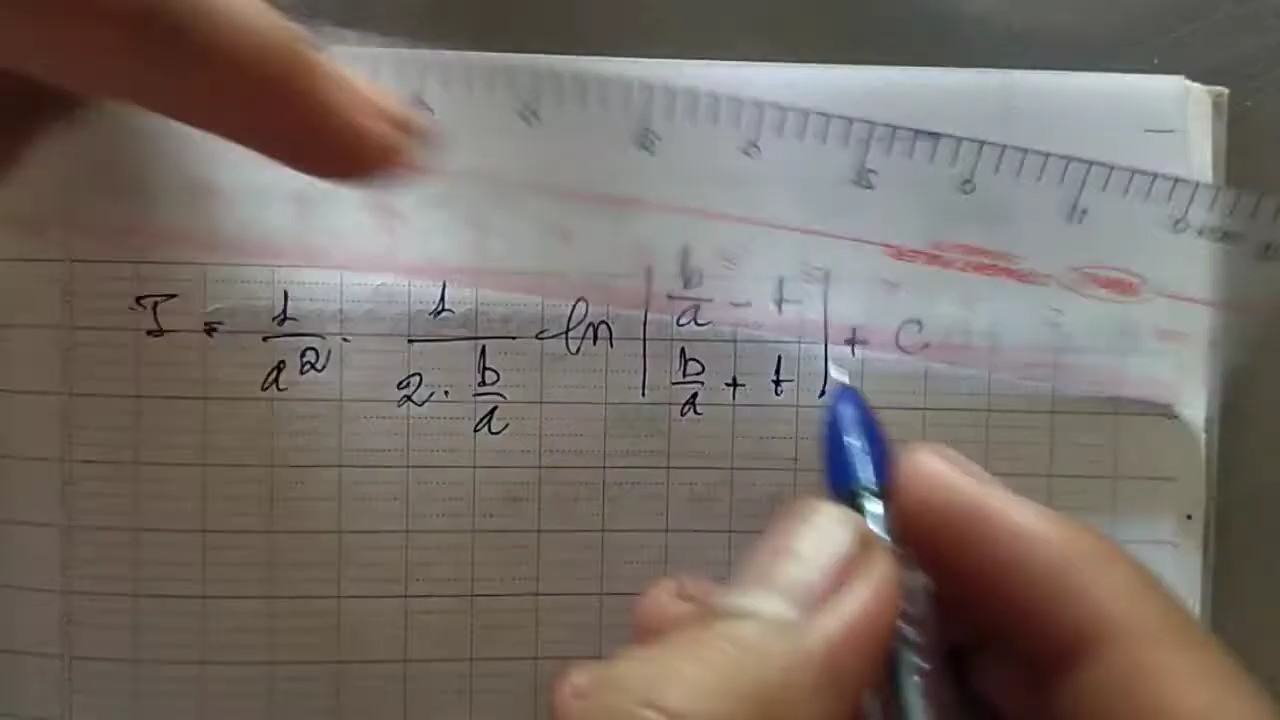 I = 1/a² · 1/(2 · b/a) · ln |(b/a − t)/(b/a + t)| + C